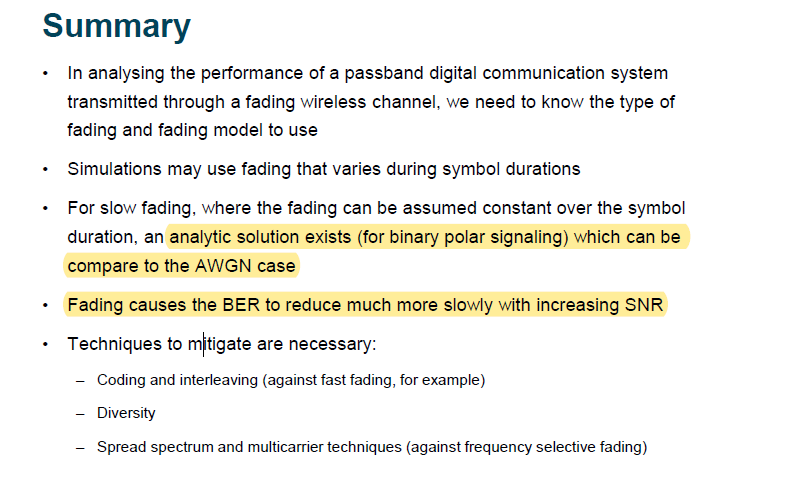 Summary
• In analysing the performance of a passband digital communication system
transmitted through a fading wireless channel, we need to know the type of
fading and fading model to use
• Simulations may use fading that varies during symbol durations
• For slow fading, where the fading can be assumed constant over the symbol
duration, an analytic solution exists (for binary polar signaling) which can be
compare to the AWGN case
• Fading causes the BER to reduce much more slowly with increasing SNR
• Techniques to mitigate are necessary:
– Coding and interleaving (against fast fading, for example)
– Diversity
– Spread spectrum and multicarrier techniques (against frequency selective fading)